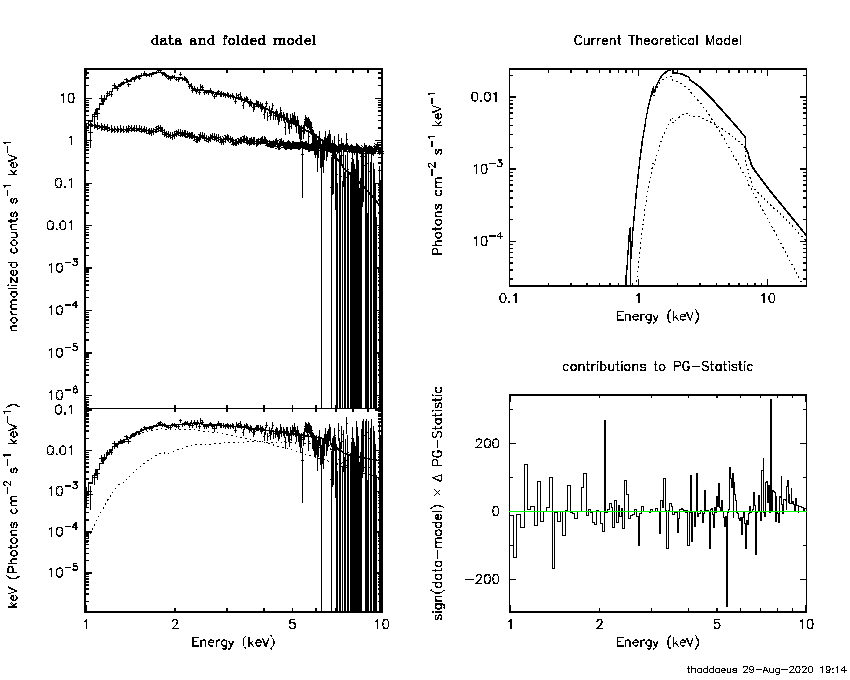 data and folded model
normalized counts s⁻¹ keV⁻¹
10
1
0.1
0.01
10⁻³
10⁻⁴
10⁻⁵
10⁻⁶
keV (Photons cm⁻² s⁻¹ keV⁻¹)
0.1
0.01
10⁻³
10⁻⁴
10⁻⁵
1 2 5 10
Energy (keV)
Current Theoretical Model
Photons cm⁻² s⁻¹ keV⁻¹
0.01
10⁻³
10⁻⁴
0.1 1 10
Energy (keV)
contributions to PG-Statistic
sign(data-model) × Δ PG-Statistic
200
0
-200
1 2 5 10
Energy (keV)
thaddaeus 29-Aug-2020 19:14